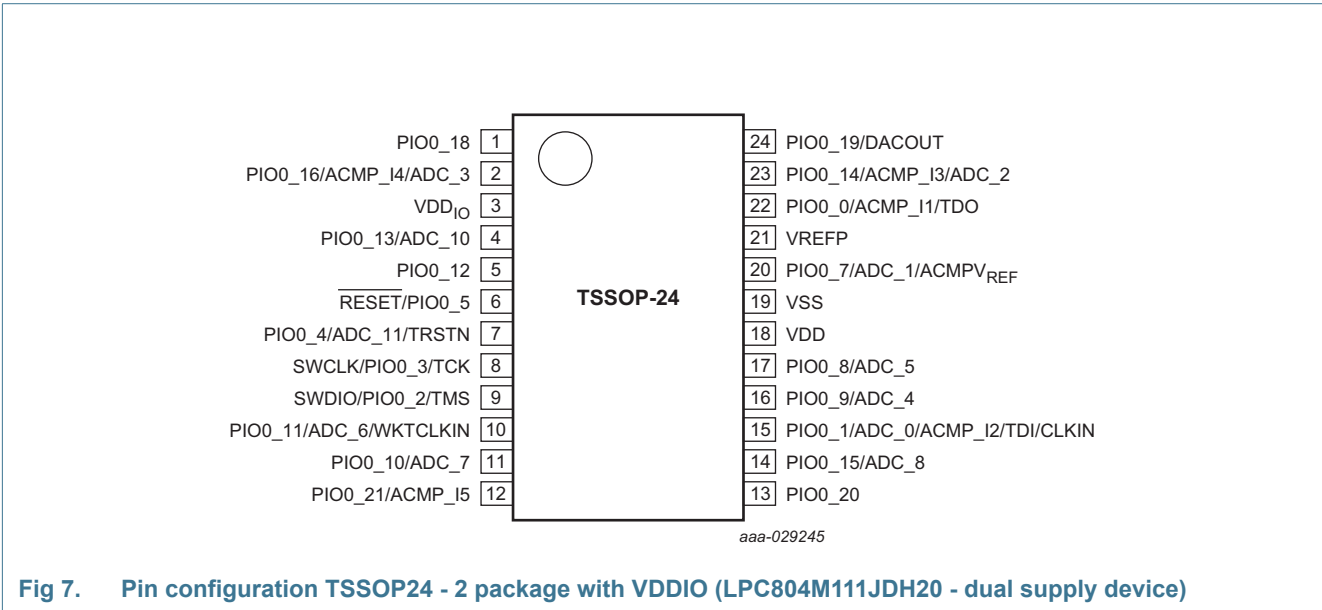 PIO0_18 1
PIO0_16/ACMP_I4/ADC_3 2
VDDIO 3
PIO0_13/ADC_10 4
PIO0_12 5
RESET/PIO0_5 6
PIO0_4/ADC_11/TRSTN 7
SWCLK/PIO0_3/TCK 8
SWDIO/PIO0_2/TMS 9
PIO0_11/ADC_6/WKTCLKIN 10
PIO0_10/ADC_7 11
PIO0_21/ACMP_I5 12
TSSOP-24
24 PIO0_19/DACOUT
23 PIO0_14/ACMP_I3/ADC_2
22 PIO0_0/ACMP_I1/TDO
21 VREFP
20 PIO0_7/ADC_1/ACMPVREF
19 VSS
18 VDD
17 PIO0_8/ADC_5
16 PIO0_9/ADC_4
15 PIO0_1/ADC_0/ACMP_I2/TDI/CLKIN
14 PIO0_15/ADC_8
13 PIO0_20
aaa-029245
Fig 7. Pin configuration TSSOP24 - 2 package with VDDIO (LPC804M111JDH20 - dual supply device)